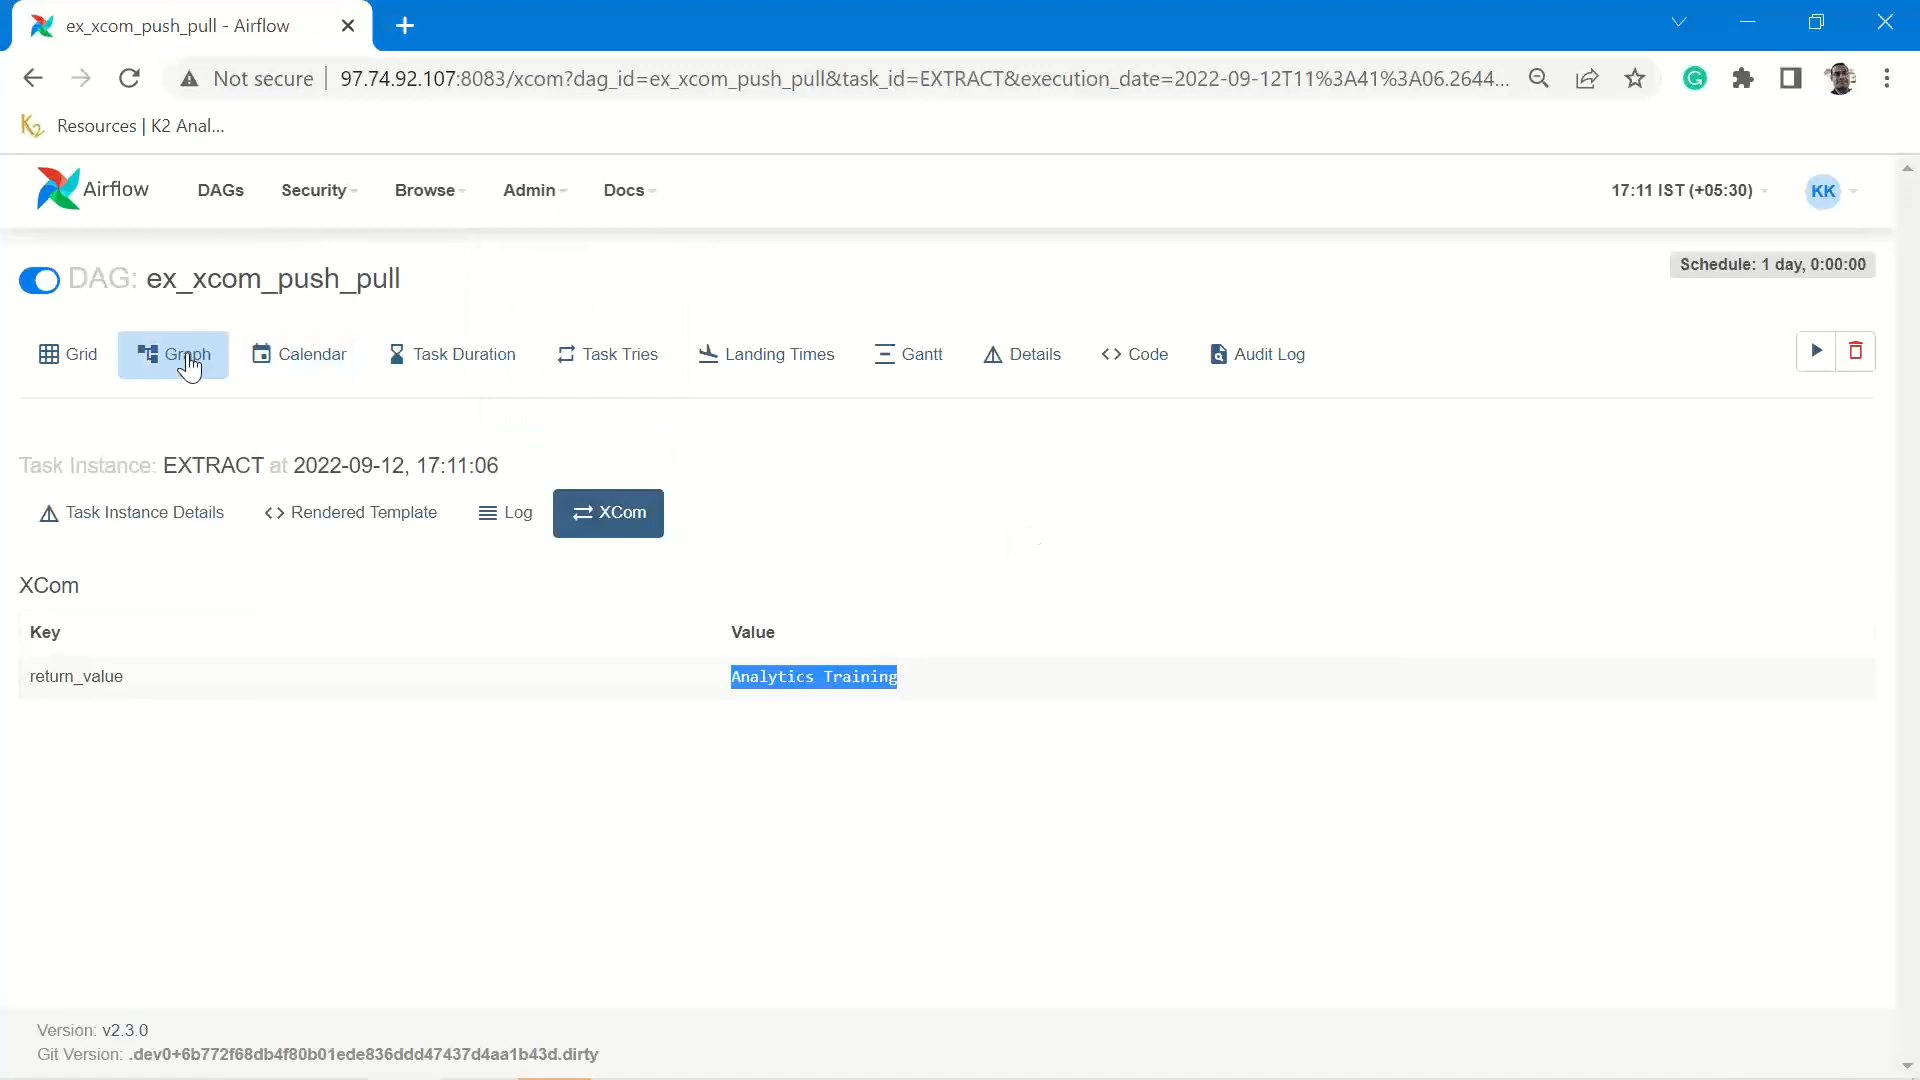 ex_xcom_push_pull - Airflow
Not secure
97.74.92.107:8083/xcom?dag_id=ex_xcom_push_pull&task_id=EXTRACT&execution_date=2022-09-12T11%3A41%3A06.2644...
Resources | K2 Anal...
Airflow
DAGs
Security
Browse
Admin
Docs
17:11 IST (+05:30)
KK
DAG: ex_xcom_push_pull
Schedule: 1 day, 0:00:00
Grid
Graph
Calendar
Task Duration
Task Tries
Landing Times
Gantt
Details
Code
Audit Log
Task Instance: EXTRACT at 2022-09-12, 17:11:06
Task Instance Details
Rendered Template
Log
XCom
XCom
Key
Value
return_value
Analytics Training
Version: v2.3.0
Git Version: .dev0+6b772f68db4f80b01ede836ddd47437d4aa1b43d.dirty